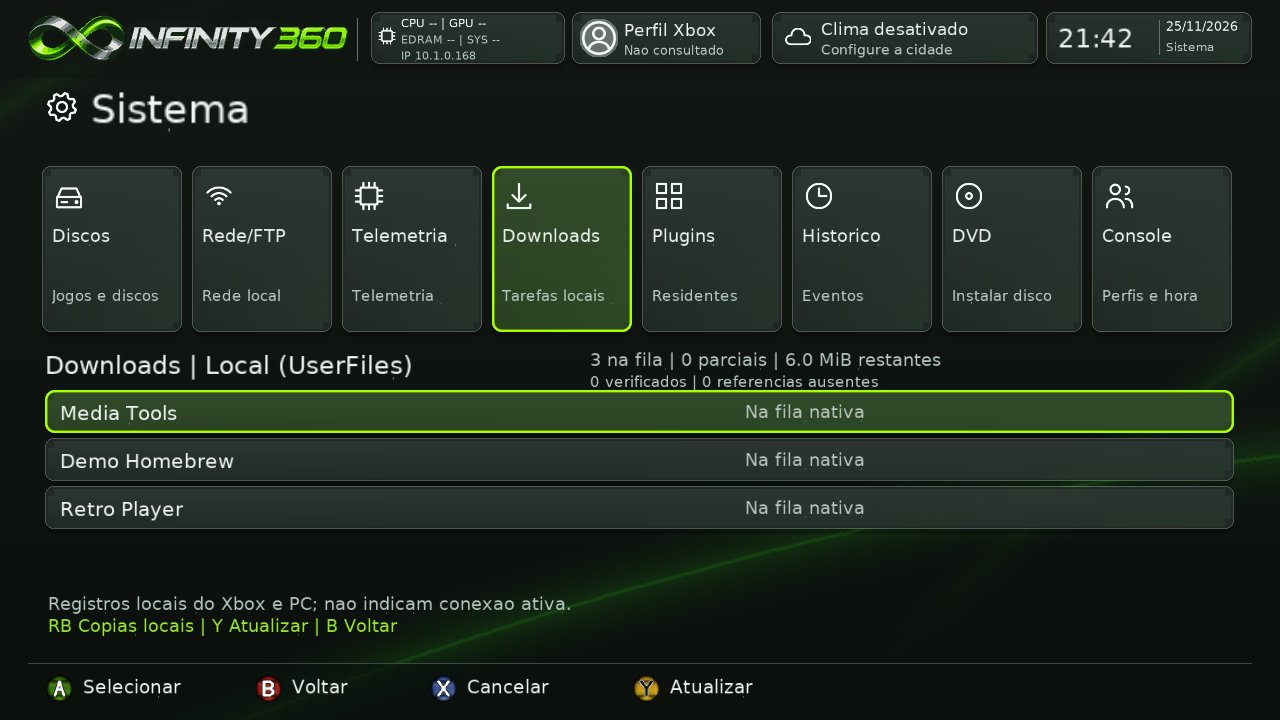 INFINITY 360
CPU -- | GPU --
EDRAM -- | SYS --
IP 10.1.0.168
Perfil Xbox
Nao consultado
Clima desativado
Configure a cidade
21:42
25/11/2026
Sistema
Sistema
Discos
Jogos e discos
Rede/FTP
Rede local
Telemetria
Telemetria
Downloads
Tarefas locais
Plugins
Residentes
Historico
Eventos
DVD
Instalar disco
Console
Perfis e hora
Downloads | Local (UserFiles)
3 na fila | 0 parciais | 6.0 MiB restantes
0 verificados | 0 referencias ausentes
Media Tools Na fila nativa
Demo Homebrew Na fila nativa
Retro Player Na fila nativa
Registros locais do Xbox e PC; nao indicam conexao ativa.
RB Copias locais | Y Atualizar | B Voltar
A Selecionar B Voltar X Cancelar Y Atualizar